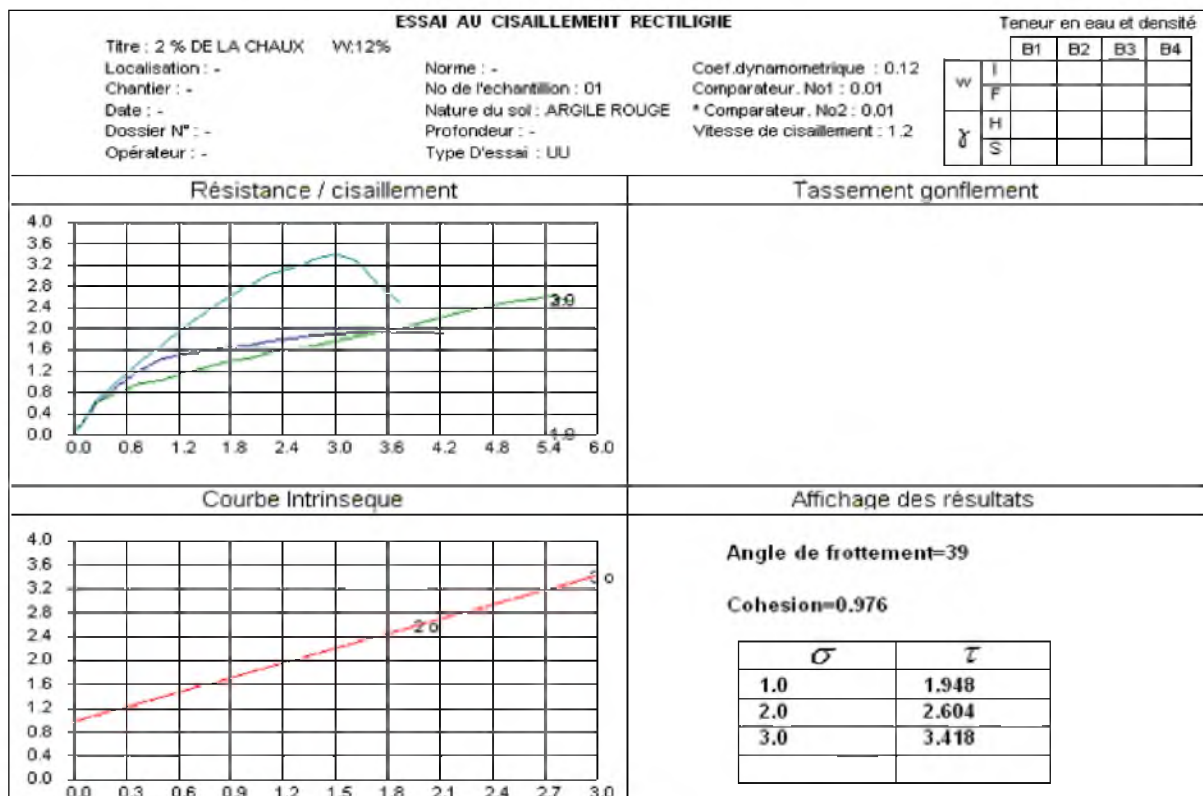 ESSAI AU CISAILLEMENT RECTILIGNE
Teneur en eau et densité
Titre : 2 % DE LA CHAUX W:12%
Localisation : -
Chantier : -
Date : -
Dossier N° : -
Opérateur : -
Norme : -
No de l'echantillion : 01
Nature du sol : ARGILE ROUGE
Profondeur : -
Type D'essai : UU
Coef.dynamometrique : 0.12
Comparateur. No1 : 0.01
* Comparateur. No2 : 0.01
Vitesse de cisaillement : 1.2
B1 B2 B3 B4
w I
F
γ H
S
Résistance / cisaillement
Tassement gonflement
4.0
3.6
3.2
2.8
2.4
2.0
1.6
1.2
0.8
0.4
0.0
0.0 0.6 1.2 1.8 2.4 3.0 3.6 4.2 4.8 5.4 6.0
Courbe Intrinseque
Affichage des résultats
4.0
3.6
3.2
2.8
2.4
2.0
1.6
1.2
0.8
0.4
0.0
0.0 0.3 0.6 0.9 1.2 1.5 1.8 2.1 2.4 2.7 3.0
2 o
3 o
Angle de frottement=39
Cohesion=0.976
σ τ
1.0 1.948
2.0 2.604
3.0 3.418